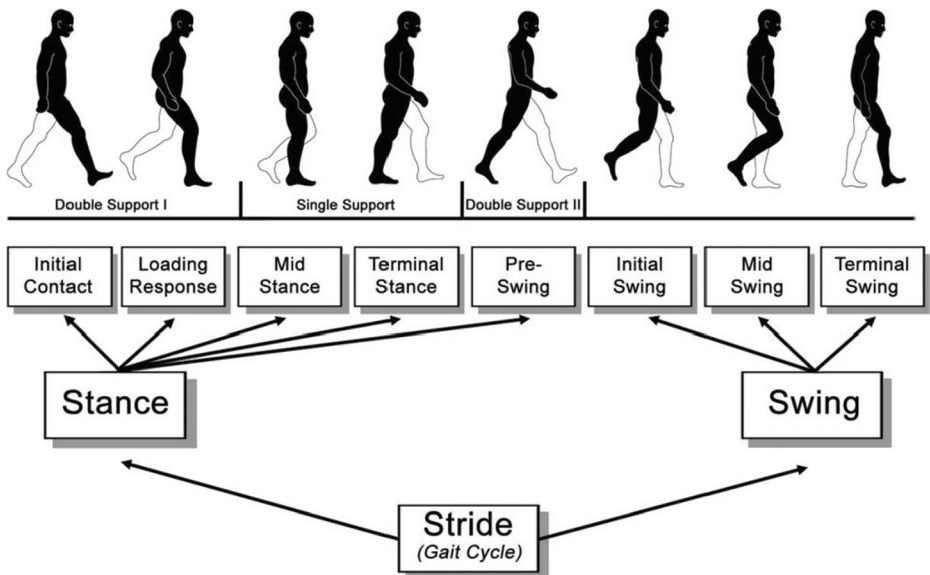 Double Support I
Single Support
Double Support II
Initial
Contact
Loading
Response
Mid
Stance
Terminal
Stance
Pre-
Swing
Initial
Swing
Mid
Swing
Terminal
Swing
Stance
Swing
Stride
(Gait Cycle)